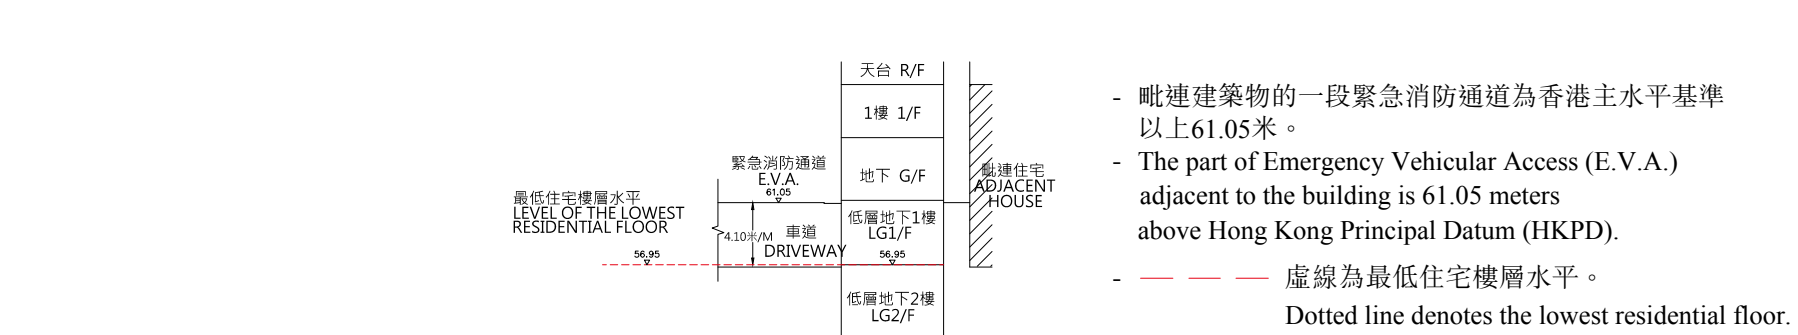 天台 R/F
1樓 1/F
地下 G/F
緊急消防通道
E.V.A.
61.05
毗連住宅
ADJACENT
HOUSE
最低住宅樓層水平
LEVEL OF THE LOWEST
RESIDENTIAL FLOOR
56.95
4.10米/M
車道
DRIVEWAY
低層地下1樓
LG1/F
56.95
低層地下2樓
LG2/F
- 毗連建築物的一段緊急消防通道為香港主水平基準
以上61.05米。
- The part of Emergency Vehicular Access (E.V.A.)
adjacent to the building is 61.05 meters
above Hong Kong Principal Datum (HKPD).
- 虛線為最低住宅樓層水平。
Dotted line denotes the lowest residential floor.